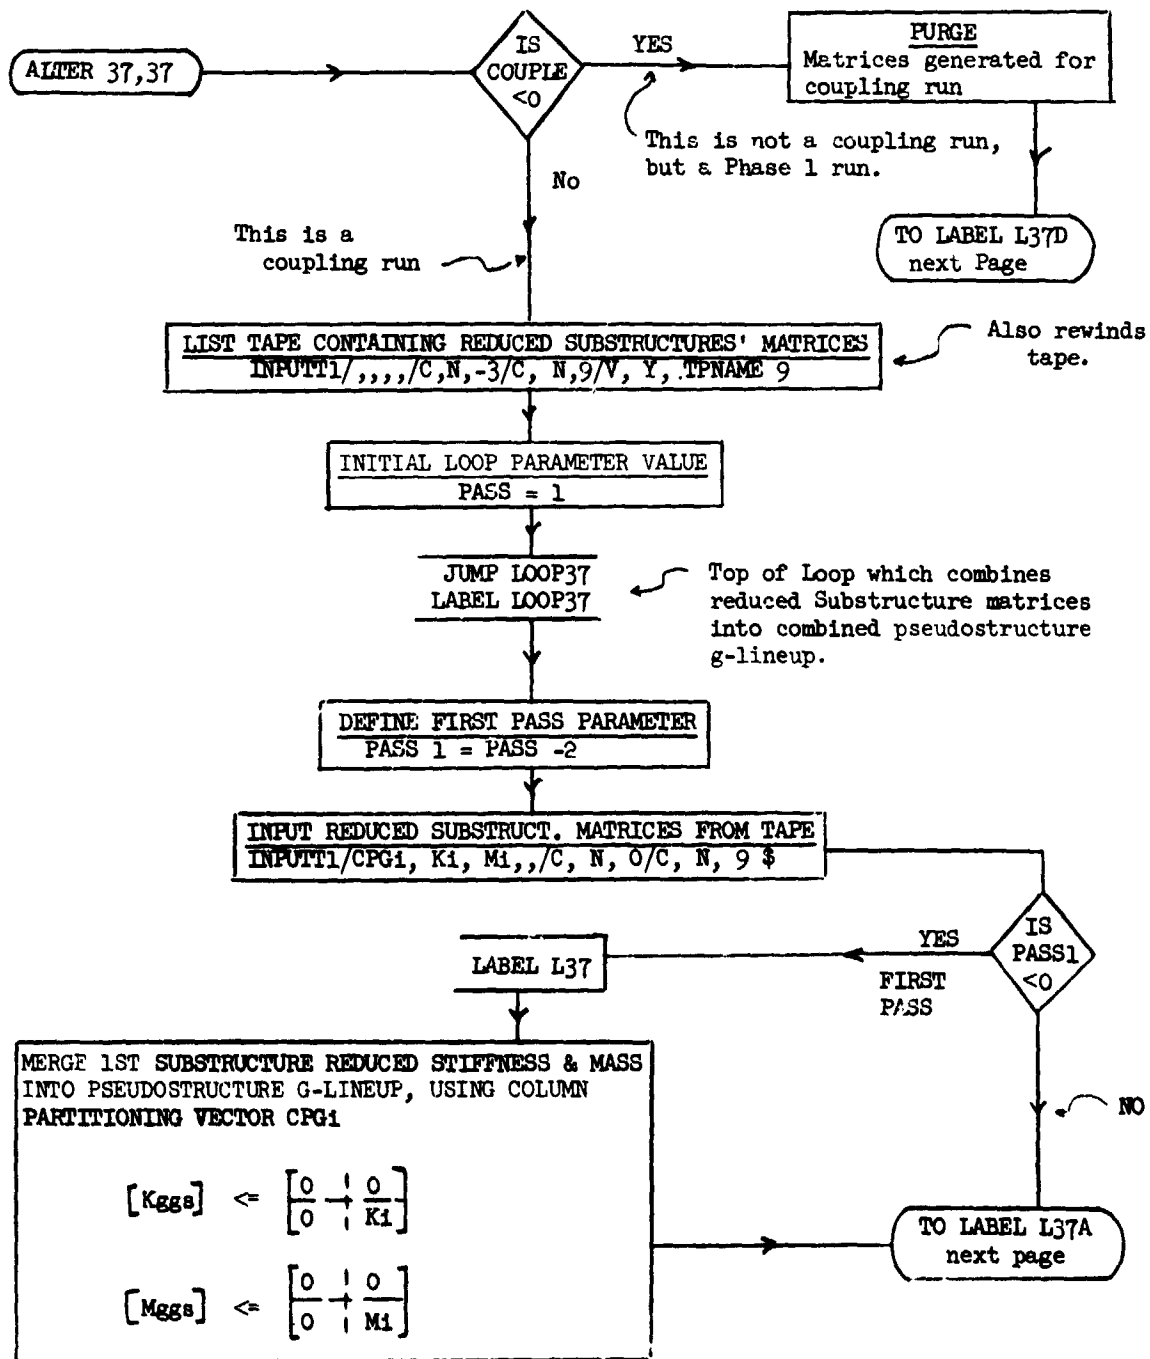 ALTER 37,37
IS
COUPLE
<0
YES
PURGE
Matrices generated for
coupling run
This is not a coupling run,
but a Phase 1 run.
No
TO LABEL L37D
next Page
This is a
coupling run
LIST TAPE CONTAINING REDUCED SUBSTRUCTURES' MATRICES
INPUTT1/,,,,/C,N,-3/C, N,9/V, Y, TPNAME 9
Also rewinds
tape.
INITIAL LOOP PARAMETER VALUE
PASS = 1
JUMP LOOP37
LABEL LOOP37
Top of Loop which combines
reduced Substructure matrices
into combined pseudostructure
g-lineup.
DEFINE FIRST PASS PARAMETER
PASS 1 = PASS -2
INPUT REDUCED SUBSTRUCT. MATRICES FROM TAPE
INPUTT1/CPGi, Ki, Mi,,/C, N, 0/C, N, 9 $
IS
PASS1
<0
YES
FIRST
PASS
LABEL L37
MERGE 1ST SUBSTRUCTURE REDUCED STIFFNESS & MASS
INTO PSEUDOSTRUCTURE G-LINEUP, USING COLUMN
PARTITIONING VECTOR CPGi
NO
[Kggs] <= [0 | 0
0 | Ki]
TO LABEL L37A
next page
[Mggs] <= [0 | 0
0 | Mi]